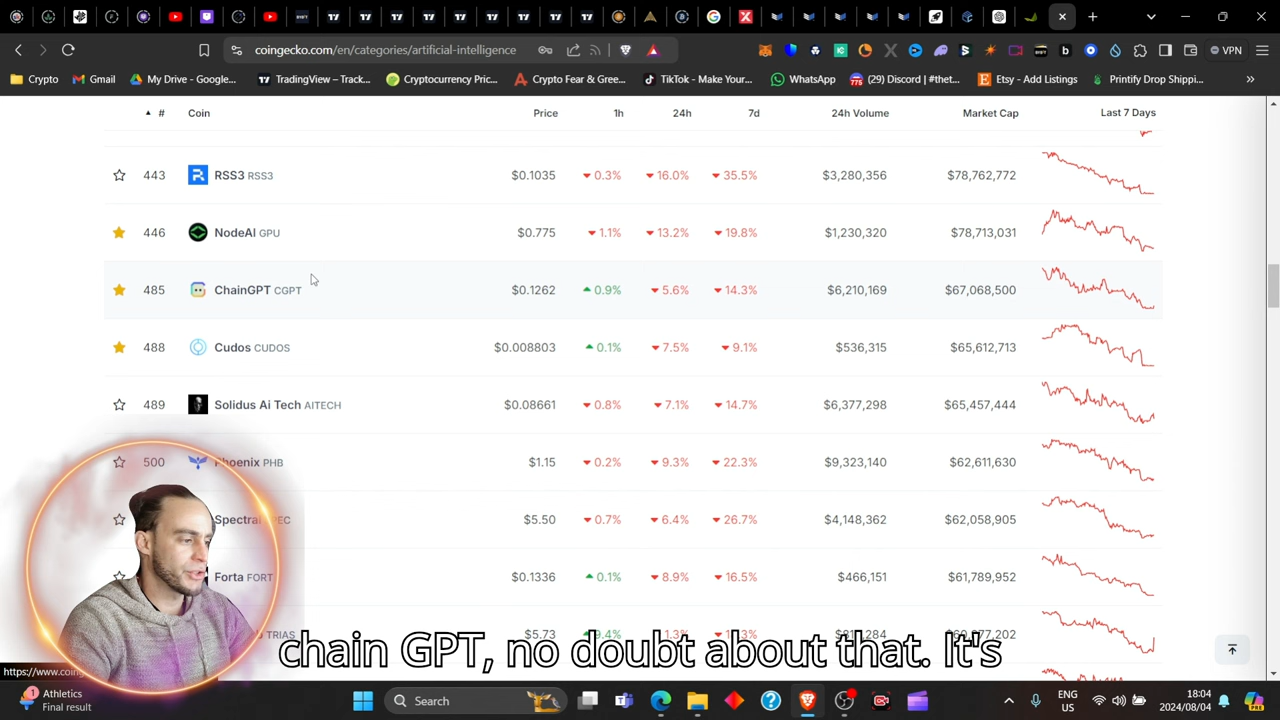 coingecko.com/en/categories/artificial-intelligence
VPN
Crypto
Gmail
My Drive - Google...
TradingView – Track...
Cryptocurrency Pric...
Crypto Fear & Gree...
TikTok - Make Your...
WhatsApp
(29) Discord | #thet...
Etsy - Add Listings
Printify Drop Shippi...
# Coin Price 1h 24h 7d 24h Volume Market Cap Last 7 Days
443 RSS3 RSS3 $0.1035 0.3% 16.0% 35.5% $3,280,356 $78,762,772
446 NodeAI GPU $0.775 1.1% 13.2% 19.8% $1,230,320 $78,713,031
485 ChainGPT CGPT $0.1262 0.9% 5.6% 14.3% $6,210,169 $67,068,500
488 Cudos CUDOS $0.008803 0.1% 7.5% 9.1% $536,315 $65,612,713
489 Solidus Ai Tech AITECH $0.08661 0.8% 7.1% 14.7% $6,377,298 $65,457,444
500 Phoenix PHB $1.15 0.2% 9.3% 22.3% $9,323,140 $62,611,630
Spectral $5.50 0.7% 6.4% 26.7% $4,148,362 $62,058,905
Forta FORT $0.1336 0.1% 8.9% 16.5% $466,151 $61,789,952
TRIAS $5.73
chain GPT, no doubt about that. It's
https://www.coing
1
Athletics
Final result
Search
ENG
US
18:04
2024/08/04